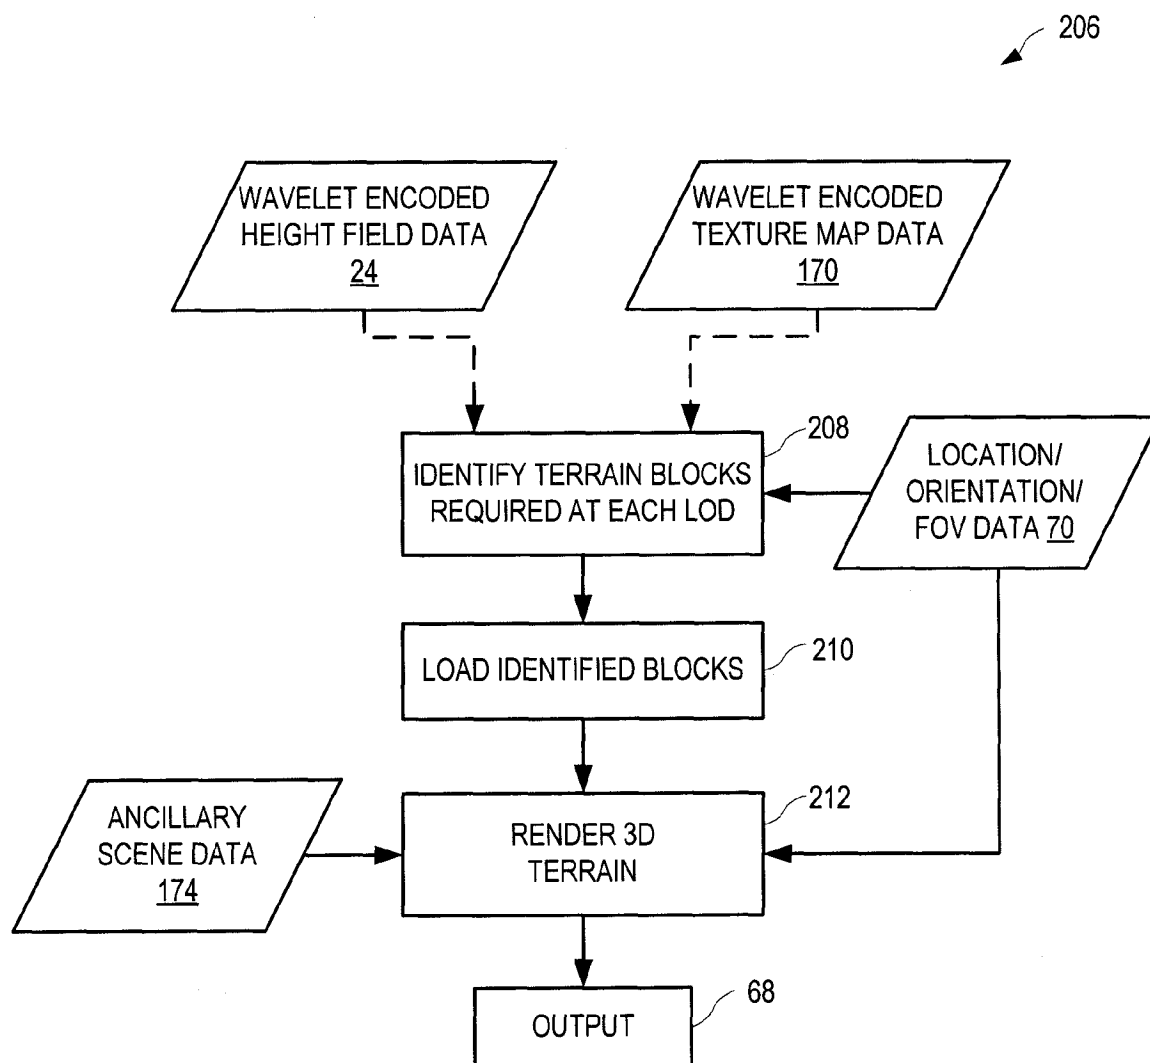 206
WAVELET ENCODED
HEIGHT FIELD DATA
24
WAVELET ENCODED
TEXTURE MAP DATA
170
208
IDENTIFY TERRAIN BLOCKS
REQUIRED AT EACH LOD
LOCATION/
ORIENTATION/
FOV DATA 70
210
LOAD IDENTIFIED BLOCKS
212
ANCILLARY
SCENE DATA
174
RENDER 3D
TERRAIN
68
OUTPUT